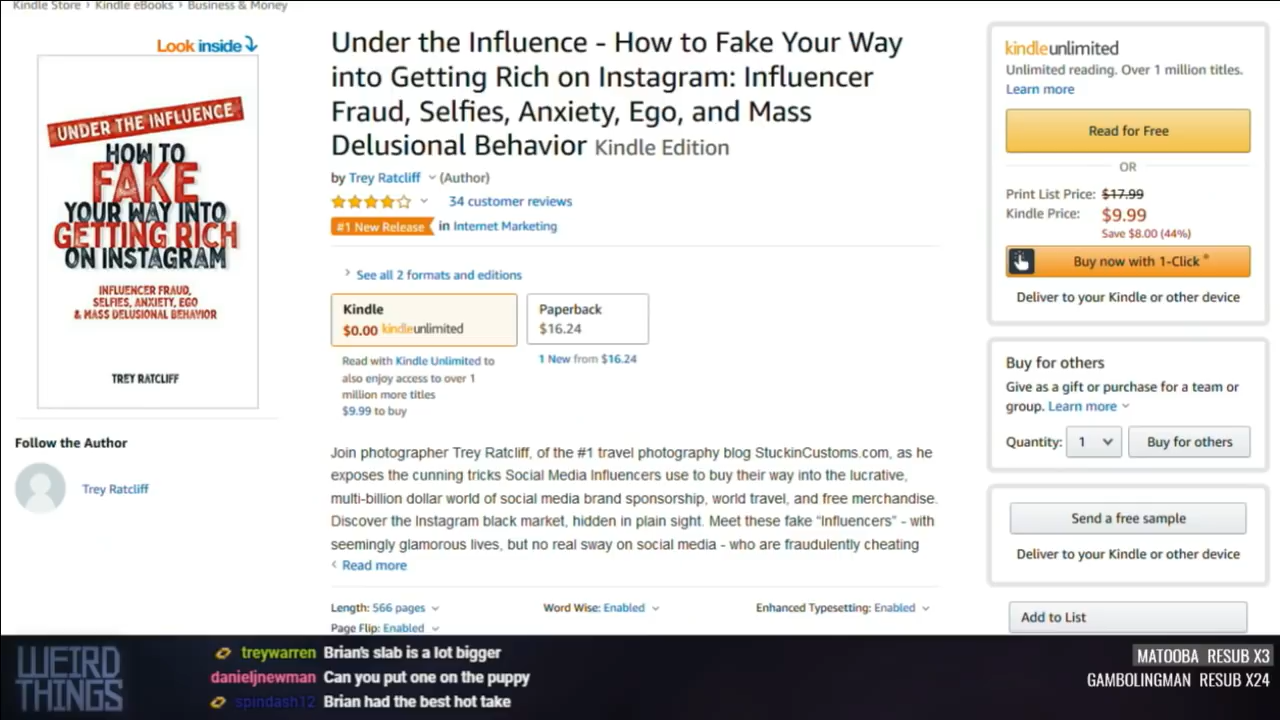 Kindle Store › Kindle eBooks › Business & Money
Look inside
UNDER THE INFLUENCE
HOW TO
FAKE
YOUR WAY INTO
GETTING RICH
ON INSTAGRAM
INFLUENCER FRAUD,
SELFIES, ANXIETY, EGO
& MASS DELUSIONAL BEHAVIOR
TREY RATCLIFF
Follow the Author
Trey Ratcliff
Under the Influence - How to Fake Your Way
into Getting Rich on Instagram: Influencer
Fraud, Selfies, Anxiety, Ego, and Mass
Delusional Behavior Kindle Edition
by Trey Ratcliff (Author)
34 customer reviews
#1 New Release in Internet Marketing
› See all 2 formats and editions
Kindle
$0.00 kindleunlimited
Paperback
$16.24
Read with Kindle Unlimited to
also enjoy access to over 1
million more titles
$9.99 to buy
1 New from $16.24
Join photographer Trey Ratcliff, of the #1 travel photography blog StuckinCustoms.com, as he
exposes the cunning tricks Social Media Influencers use to buy their way into the lucrative,
multi-billion dollar world of social media brand sponsorship, world travel, and free merchandise.
Discover the Instagram black market, hidden in plain sight. Meet these fake “Influencers” - with
seemingly glamorous lives, but no real sway on social media - who are fraudulently cheating
‹ Read more
Length: 566 pages
Word Wise: Enabled
Enhanced Typesetting: Enabled
Page Flip: Enabled
kindleunlimited
Unlimited reading. Over 1 million titles.
Learn more
Read for Free
OR
Print List Price: $17.99
Kindle Price: $9.99
Save $8.00 (44%)
Buy now with 1-Click ®
Deliver to your Kindle or other device
Buy for others
Give as a gift or purchase for a team or
group. Learn more
Quantity: 1
Buy for others
Send a free sample
Deliver to your Kindle or other device
Add to List
WEIRD
THINGS
treywarren Brian's slab is a lot bigger
danieljnewman Can you put one on the puppy
spindash12 Brian had the best hot take
MATOOBA RESUB X3
GAMBOLINGMAN RESUB X24